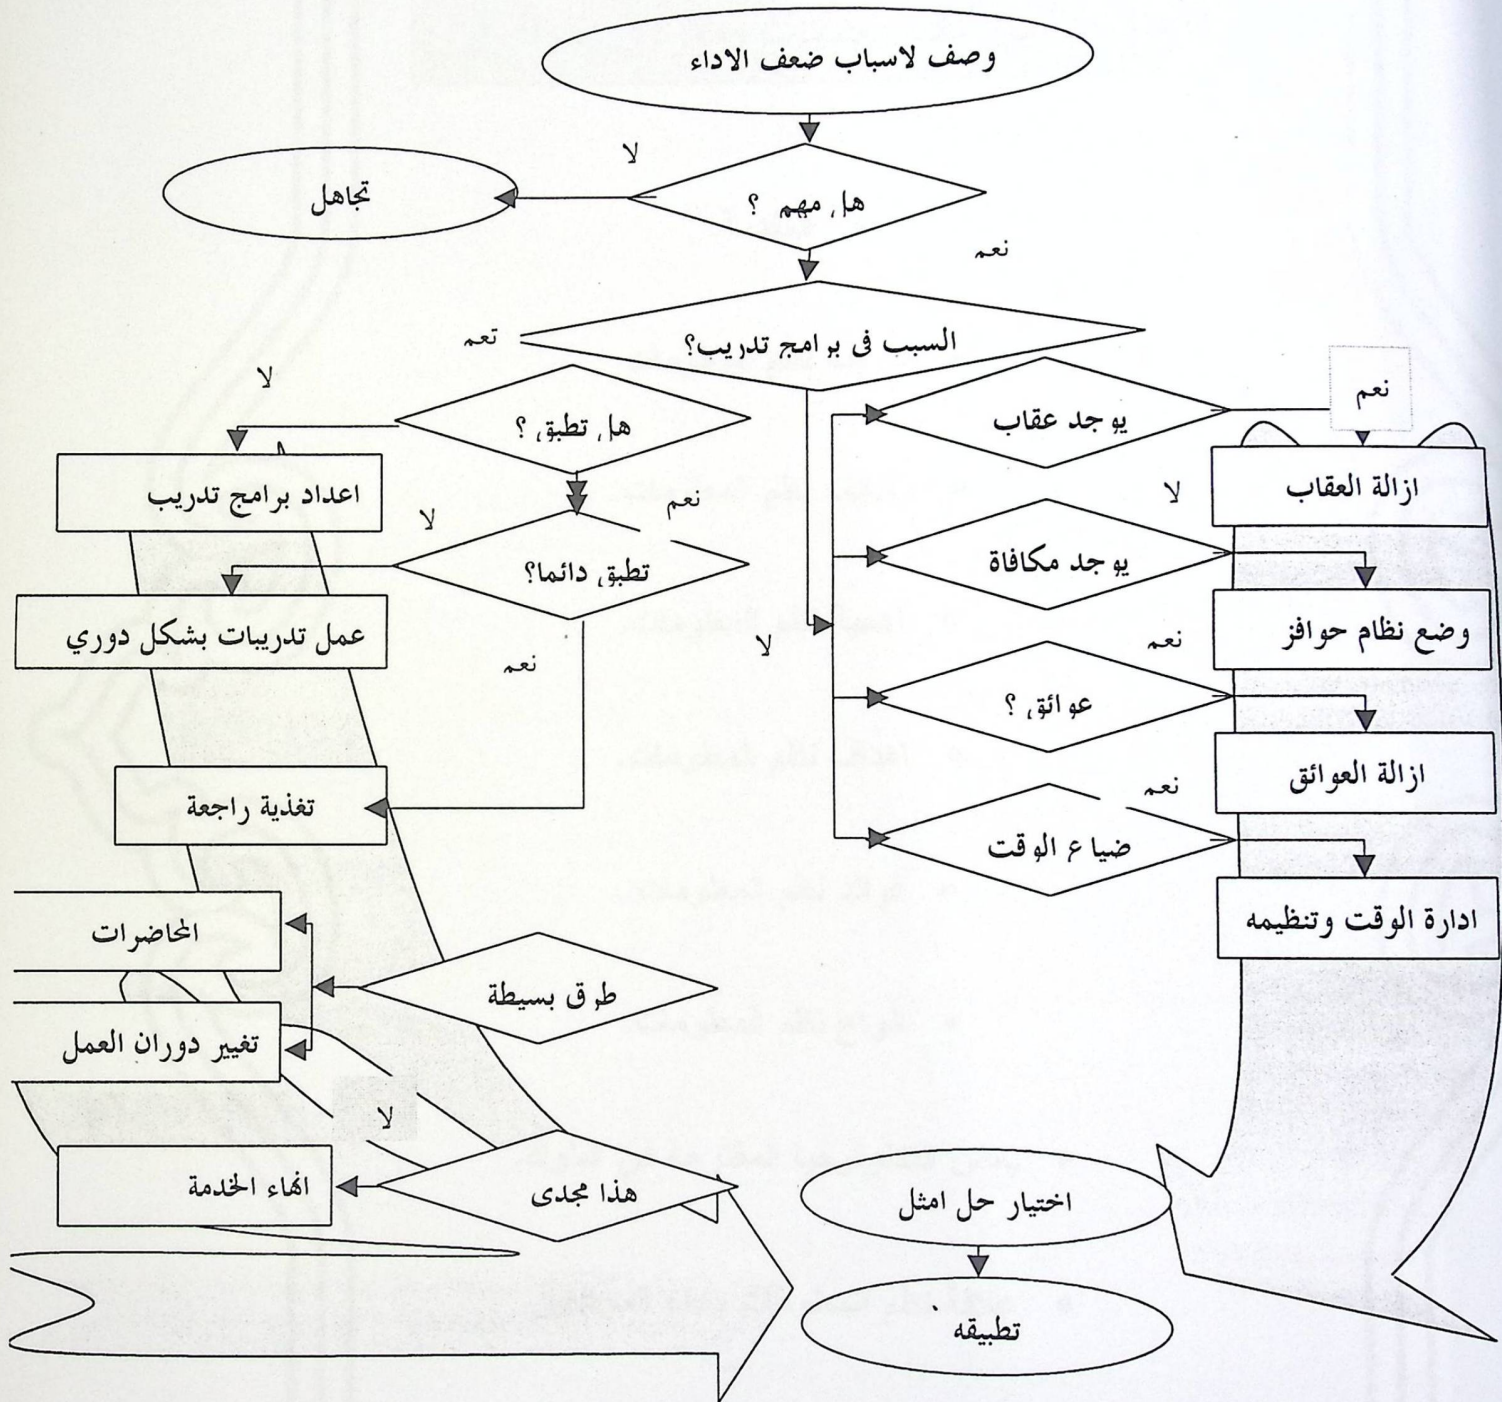 وصف لاسباب ضعف الاداء
لا
هل مهم ؟
تجاهل
نعم
السبب في برامج تدريب؟
تعم
نعم
لا
هل تطبق ؟
يوجد عقاب
ازالة العقاب
اعداد برامج تدريب
نعم
لا
لا
تطبق دائما؟
يوجد مكافاة
وضع نظام حوافز
عمل تدريبات بشكل دوري
نعم
لا
نعم
عوائق ؟
ازالة العوائق
تغذية راجعة
نعم
ضياع الوقت
ادارة الوقت وتنظيمه
المحاضرات
طرق بسيطة
تغيير دوران العمل
لا
هذا مجدى
انهاء الخدمة
اختيار حل امثل
تطبيقه